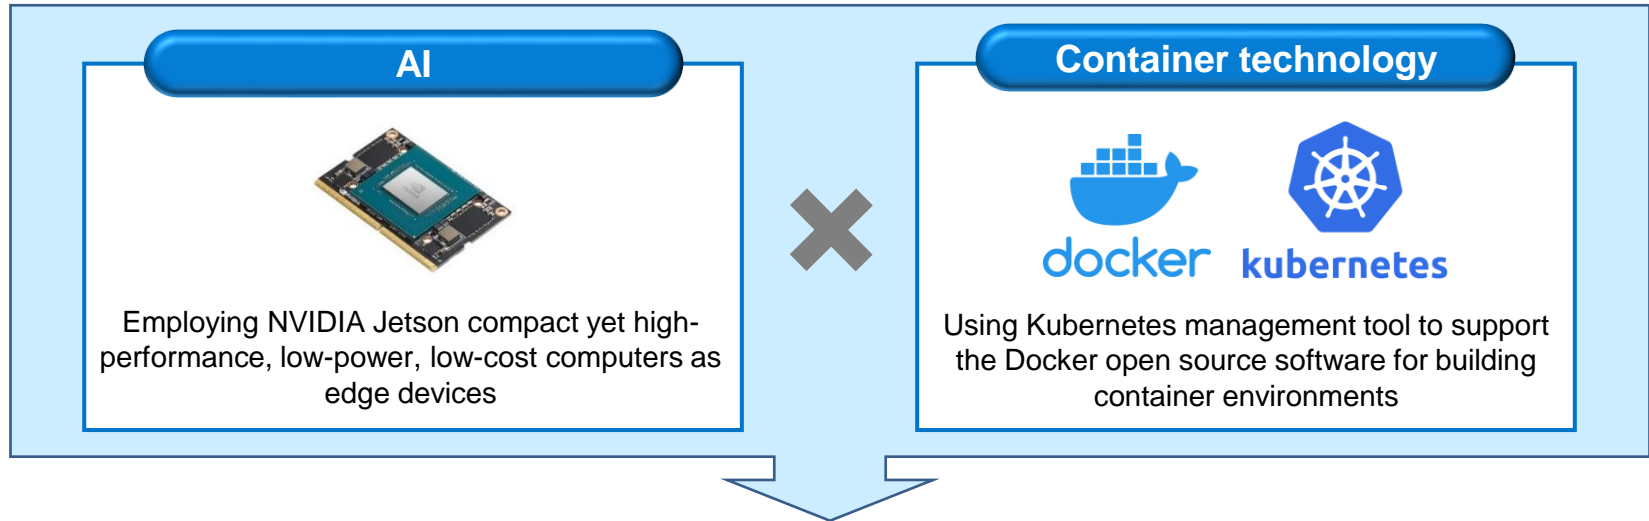 AI
Employing NVIDIA Jetson compact yet high-
performance, low-power, low-cost computers as
edge devices
Container technology
docker
kubernetes
Using Kubernetes management tool to support
the Docker open source software for building
container environments